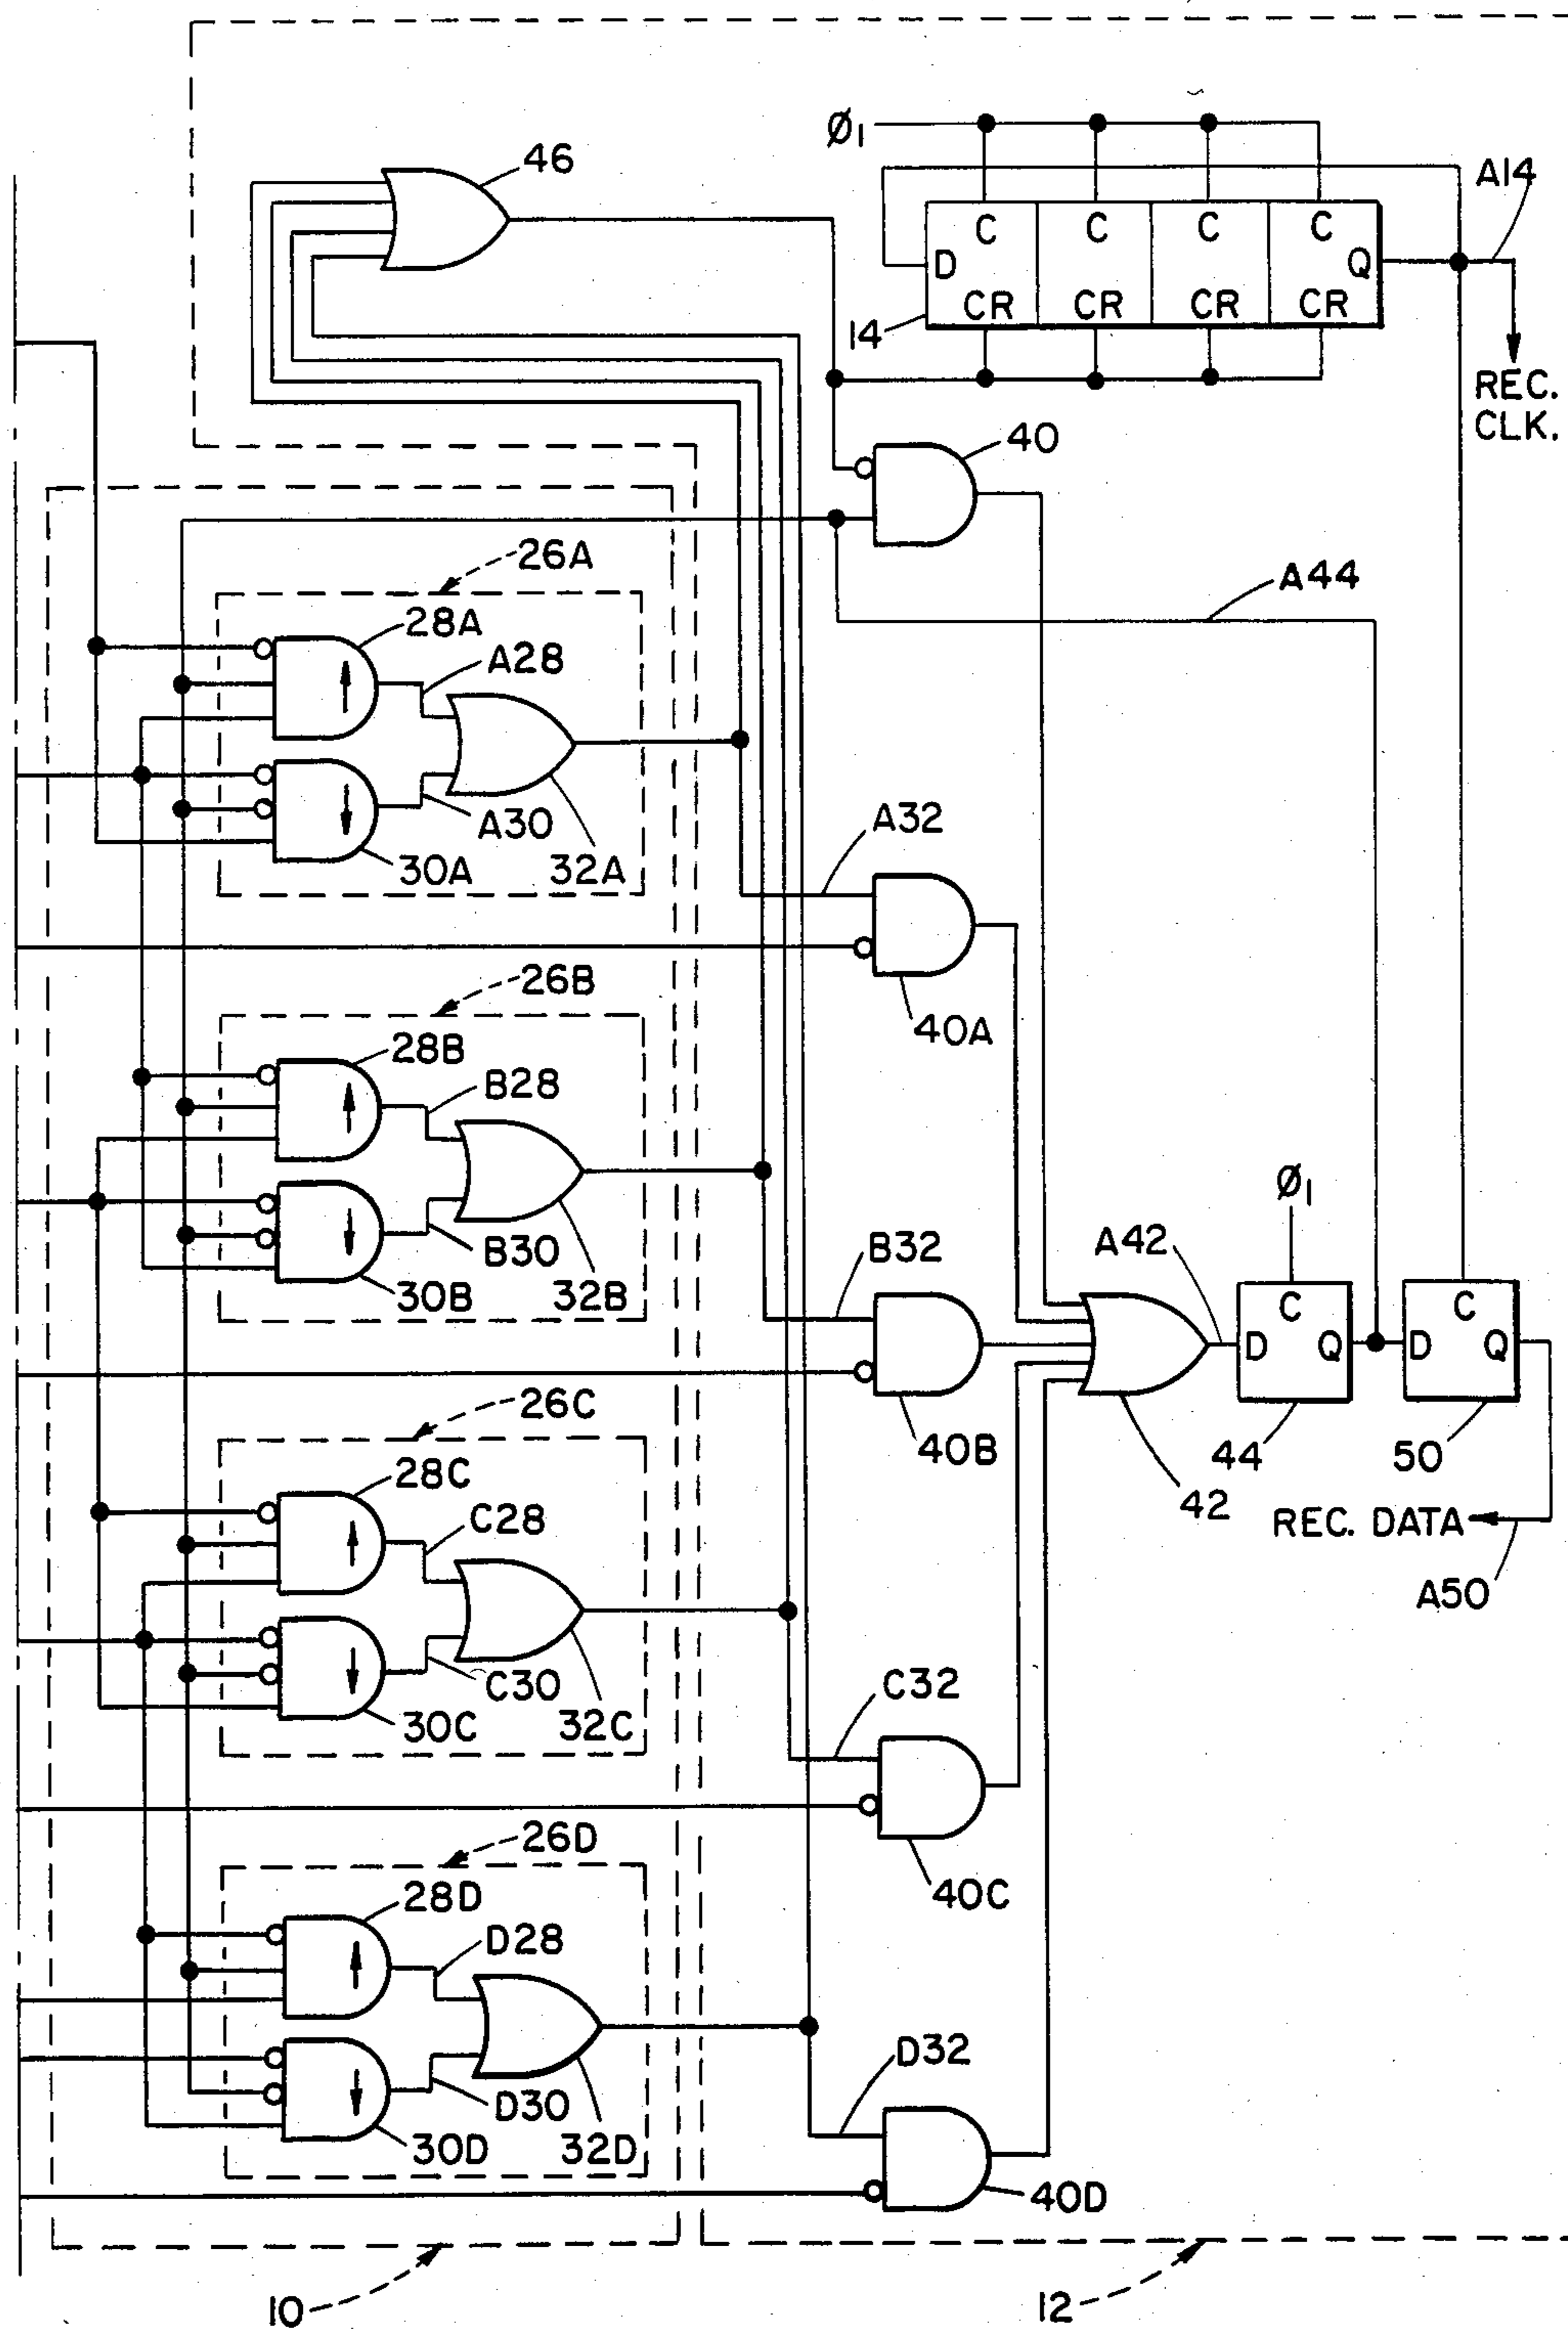 46
Ø1
A14
C C C C
D Q
CR CR CR CR
14
REC.
CLK.
40
26A
A44
28A
A28
A30
A32
30A
32A
26B
40A
28B
B28
Ø1
B30
B32
A42
30B
32B
C
D Q
C
D Q
26C
40B
44
50
28C
42
C28
REC. DATA
A50
C30
C32
30C
32C
26D
40C
28D
D28
D32
D30
30D
32D
40D
10
12